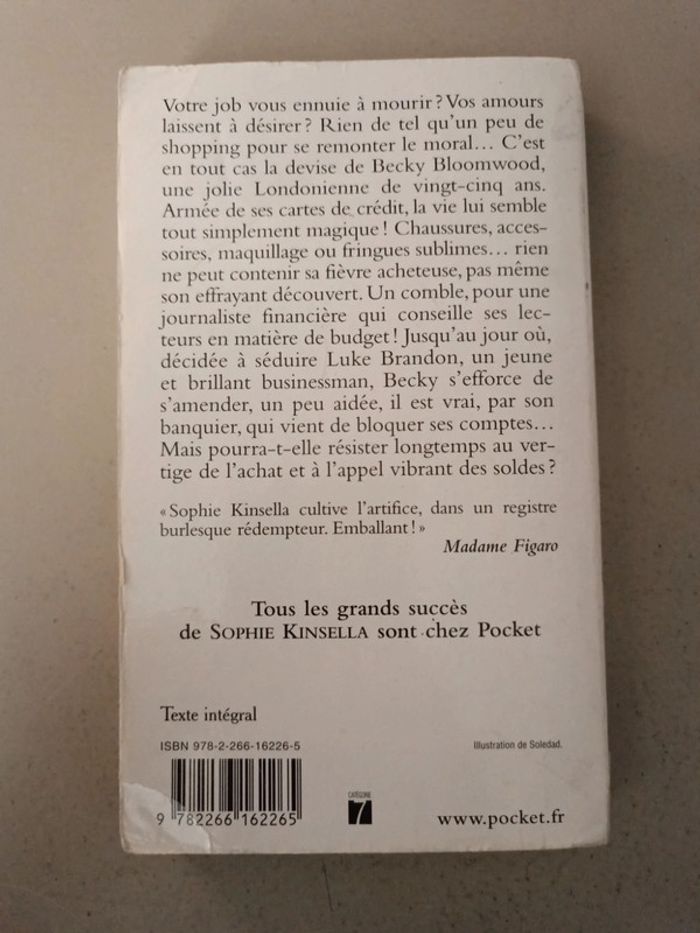 Votre job vous ennuie à mourir ? Vos amours
laissent à désirer ? Rien de tel qu'un peu de
shopping pour se remonter le moral... C'est
en tout cas la devise de Becky Bloomwood,
une jolie Londonienne de vingt-cinq ans.
Armée de ses cartes de crédit, la vie lui semble
tout simplement magique ! Chaussures, acces-
soires, maquillage ou fringues sublimes... rien
ne peut contenir sa fièvre acheteuse, pas même
son effrayant découvert. Un comble, pour une
journaliste financière qui conseille ses lec-
teurs en matière de budget ! Jusqu'au jour où,
décidée à séduire Luke Brandon, un jeune
et brillant businessman, Becky s'efforce de
s'amender, un peu aidée, il est vrai, par son
banquier, qui vient de bloquer ses comptes...
Mais pourra-t-elle résister longtemps au ver-
tige de l'achat et à l'appel vibrant des soldes ?
« Sophie Kinsella cultive l'artifice, dans un registre
burlesque rédempteur. Emballant ! »
Madame Figaro
Tous les grands succès
de SOPHIE KINSELLA sont chez Pocket
Texte intégral
ISBN 978-2-266-16226-5
Illustration de Soledad.
9 782266 162265
CATÉGORIE
7
www.pocket.fr